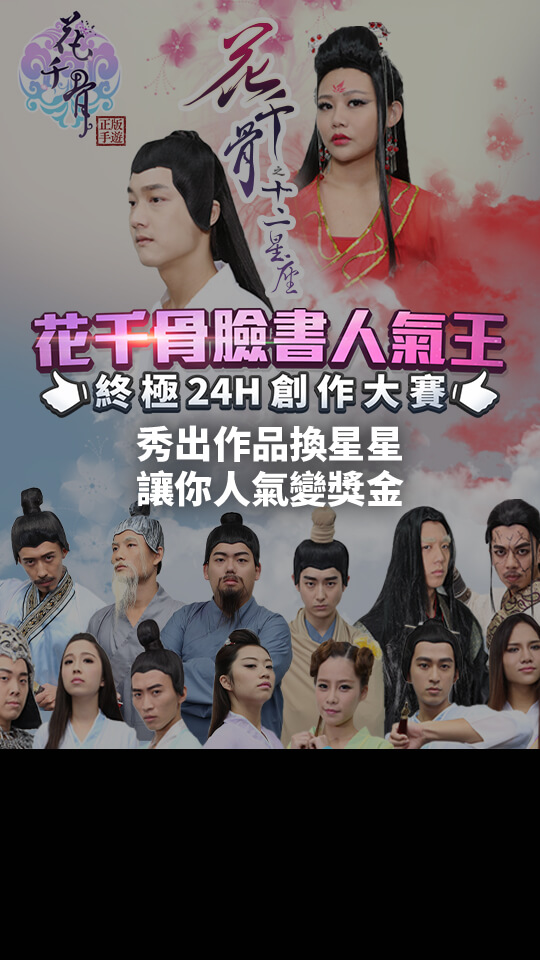 花千骨
正版
手遊
花千骨之十二星座
花千骨臉書人氣王
終極24H創作大賽
秀出作品換星星
讓你人氣變獎金